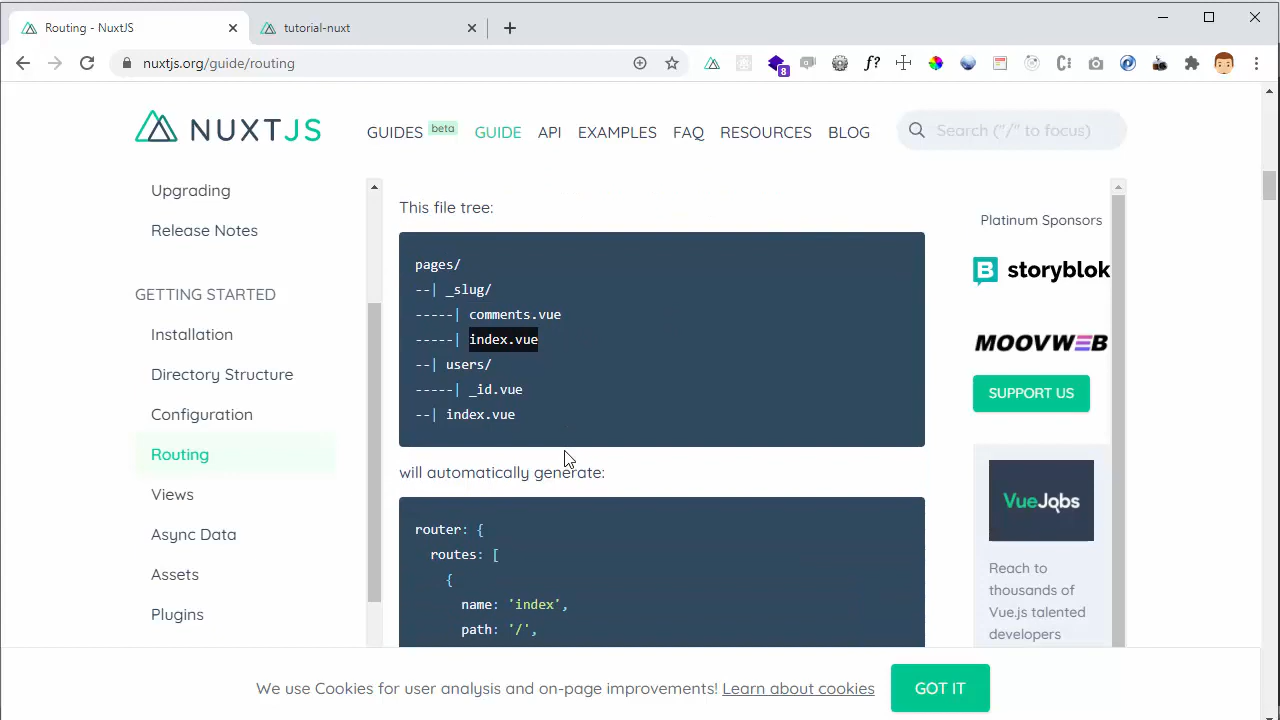 Routing - NuxtJS
tutorial-nuxt
nuxtjs.org/guide/routing
f?
8
NUXTJS
GUIDES beta
GUIDE
API
EXAMPLES
FAQ
RESOURCES
BLOG
Search ("/" to focus)
Upgrading
Release Notes
GETTING STARTED
Installation
Directory Structure
Configuration
Routing
Views
Async Data
Assets
Plugins
This file tree:
pages/
--| _slug/
-----| comments.vue
-----| index.vue
--| users/
-----| _id.vue
--| index.vue
will automatically generate:
router: {
routes: [
{
name: 'index',
path: '/',
Platinum Sponsors
storyblok
MOOVWEB
SUPPORT US
VueJobs
Reach to
thousands of
Vue.js talented
developers
We use Cookies for user analysis and on-page improvements! Learn about cookies
GOT IT